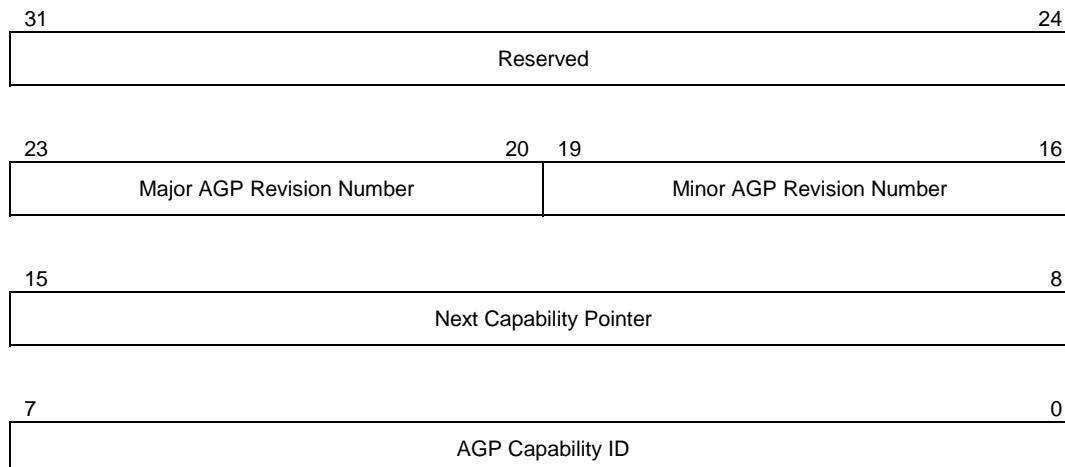 31 24
Reserved
23 20 19 16
Major AGP Revision Number Minor AGP Revision Number
15 8
Next Capability Pointer
7 0
AGP Capability ID